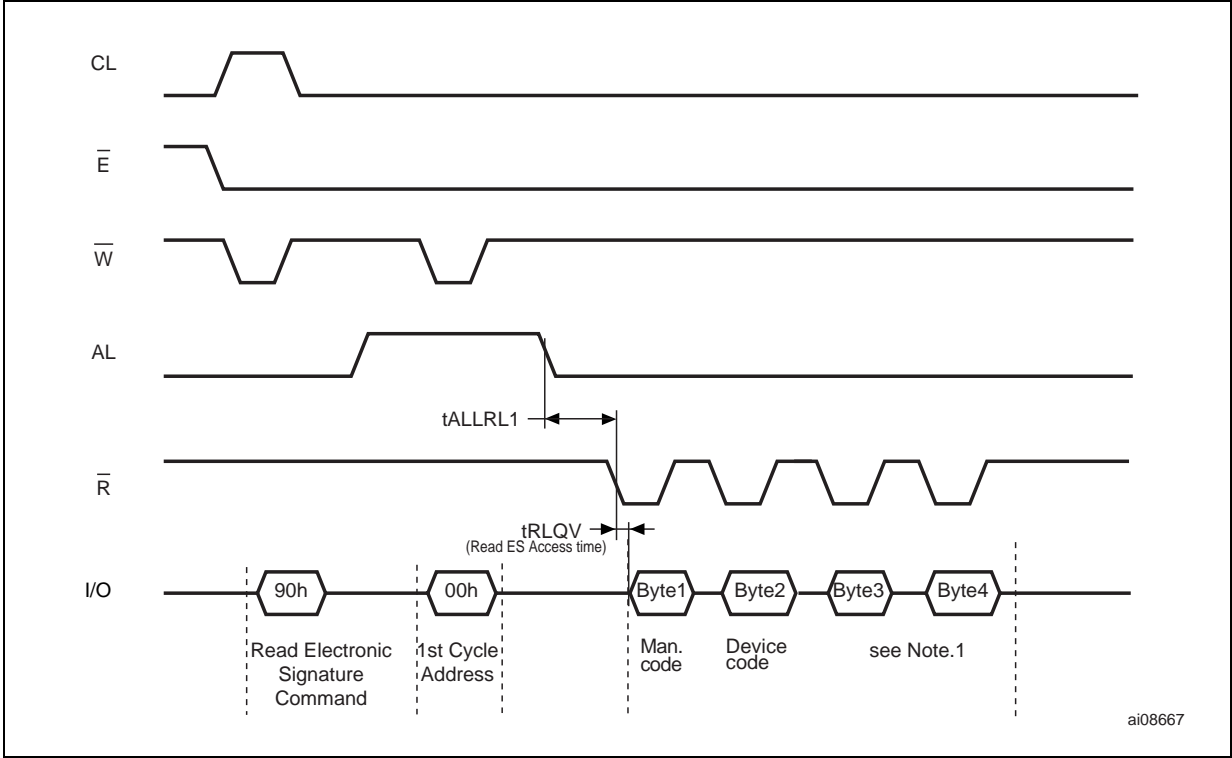 CL
E
W
AL
tALLRL1
R
tRLQV
(Read ES Access time)
I/O
90h
00h
Byte1
Byte2
Byte3
Byte4
Read Electronic
Signature
Command
1st Cycle
Address
Man.
code
Device
code
see Note.1
ai08667